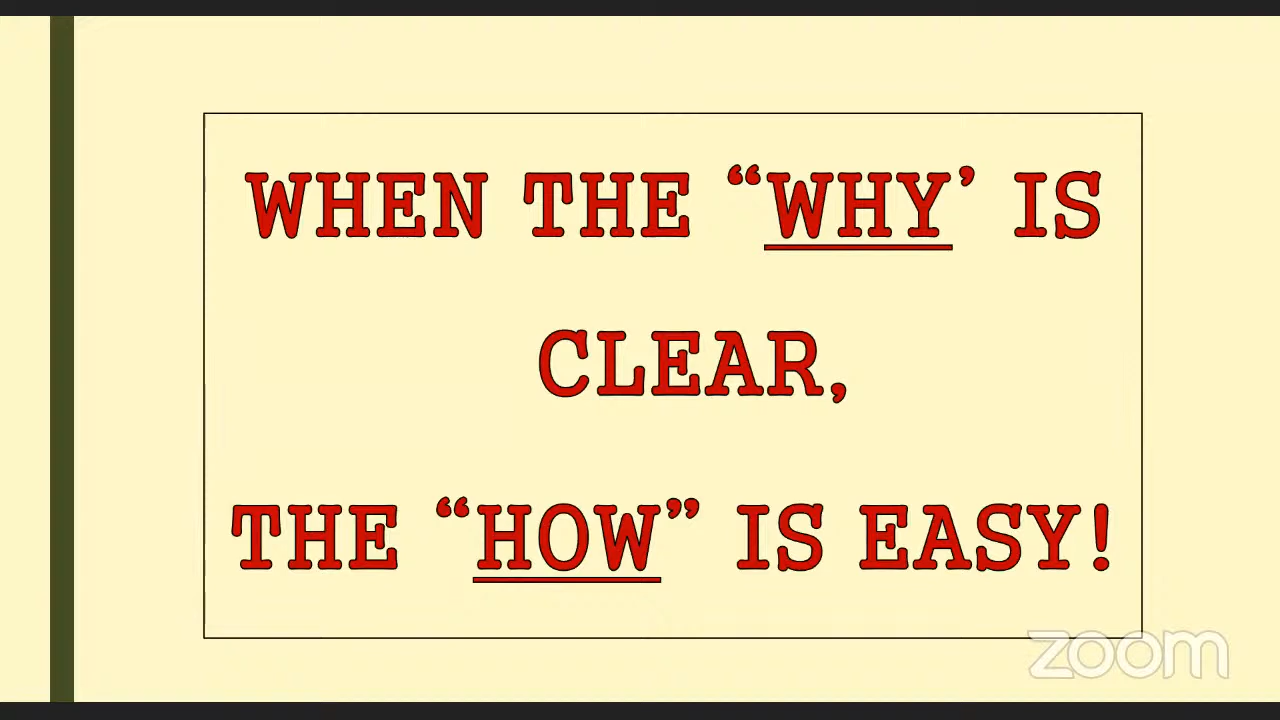 WHEN THE “WHY’ IS
CLEAR,
THE “HOW” IS EASY!
zoom